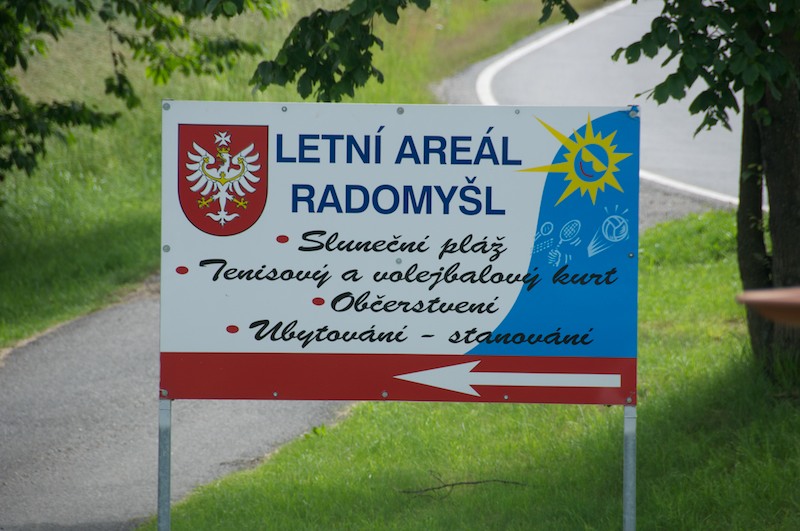 LETNÍ AREÁL
RADOMYŠL
• Sluneční pláž
• Tenisový a volejbalový kurt
• Občerstvení
• Ubytování - stanování